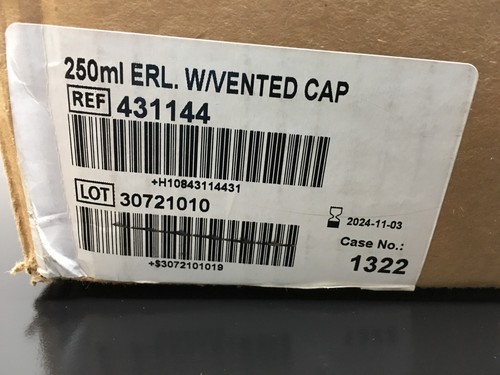 250ml ERL. W/VENTED CAP
REF 431144
+H10843114431
LOT 30721010
2024-11-03
Case No.:
+$3072101019
1322